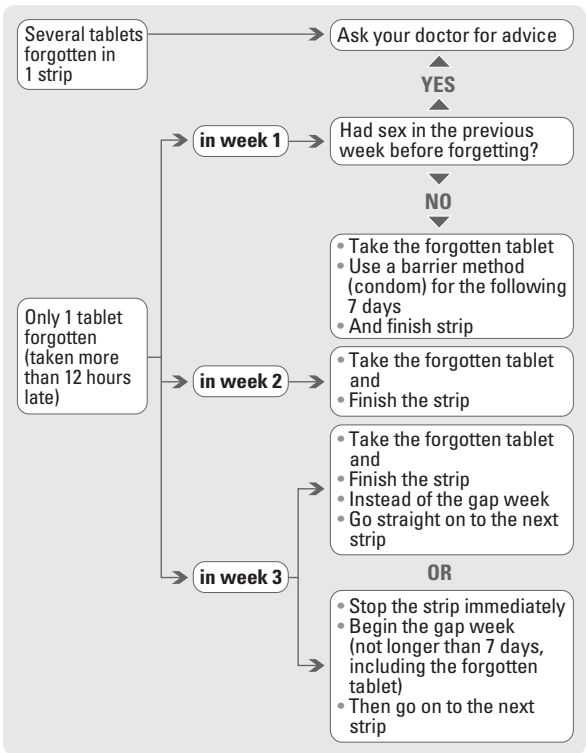 Several tablets
forgotten in
1 strip
Ask your doctor for advice
YES
in week 1
Had sex in the previous
week before forgetting?
NO
• Take the forgotten tablet
• Use a barrier method
(condom) for the following
7 days
• And finish strip
Only 1 tablet
forgotten
(taken more
than 12 hours
late)
in week 2
• Take the forgotten tablet
and
• Finish the strip
• Take the forgotten tablet
and
• Finish the strip
• Instead of the gap week
• Go straight on to the next
strip
in week 3
OR
• Stop the strip immediately
• Begin the gap week
(not longer than 7 days,
including the forgotten
tablet)
• Then go on to the next
strip